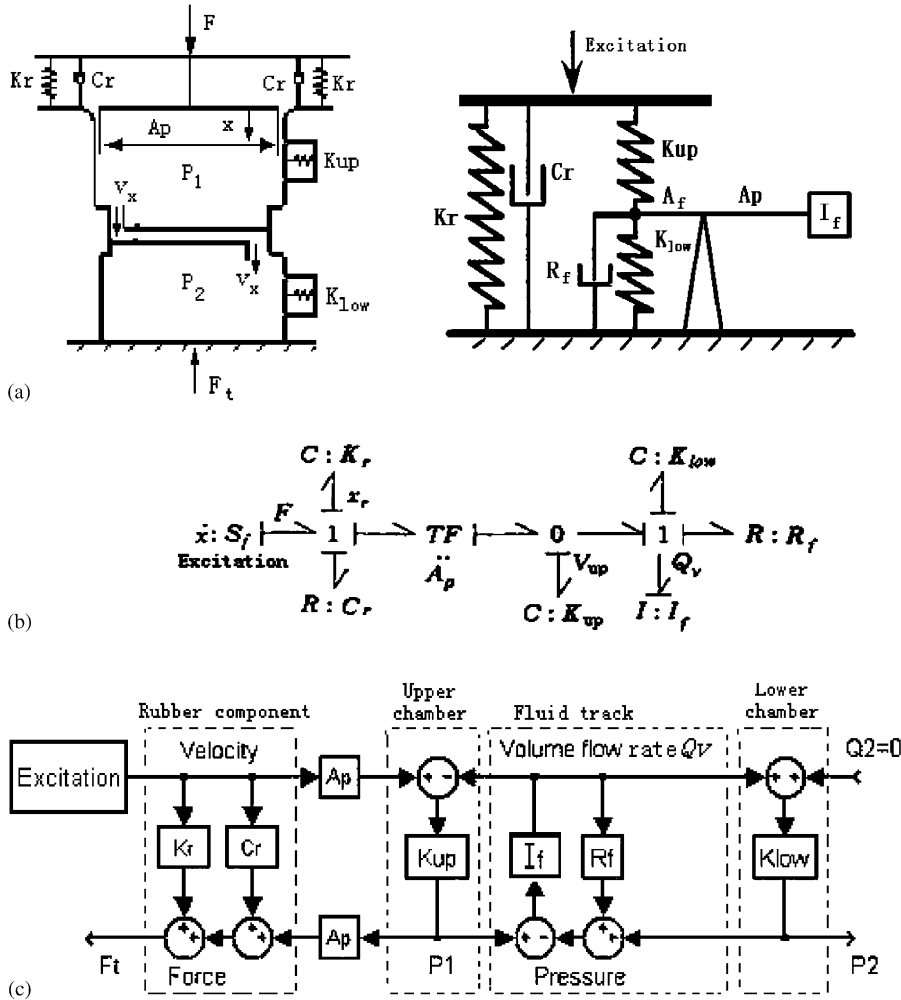 F
Kr
Cr
Cr
Kr
x
Ap
P1
Kup
Vx
Vx
P2
Klow
Ft
Excitation
Kup
Cr
Kr
Af
Ap
If
Klow
Rf
(a)
C : Kr
C : Klow
F
xr
ẋ : Sf
1
TF
0
1
R : Rf
Excitation
Äp
Vup
Qv
R : Cr
C : Kup
I : If
(b)
Upper chamber
Lower chamber
Rubber component
Fluid track
Velocity
Volume flow rate Qv
Q2=0
Excitation
Ap
+ -
+ +
Kr
Cr
Kup
If
Rf
Klow
+ +
+ +
Ap
+ -
+ +
Ft
Force
P1
Pressure
P2
(c)